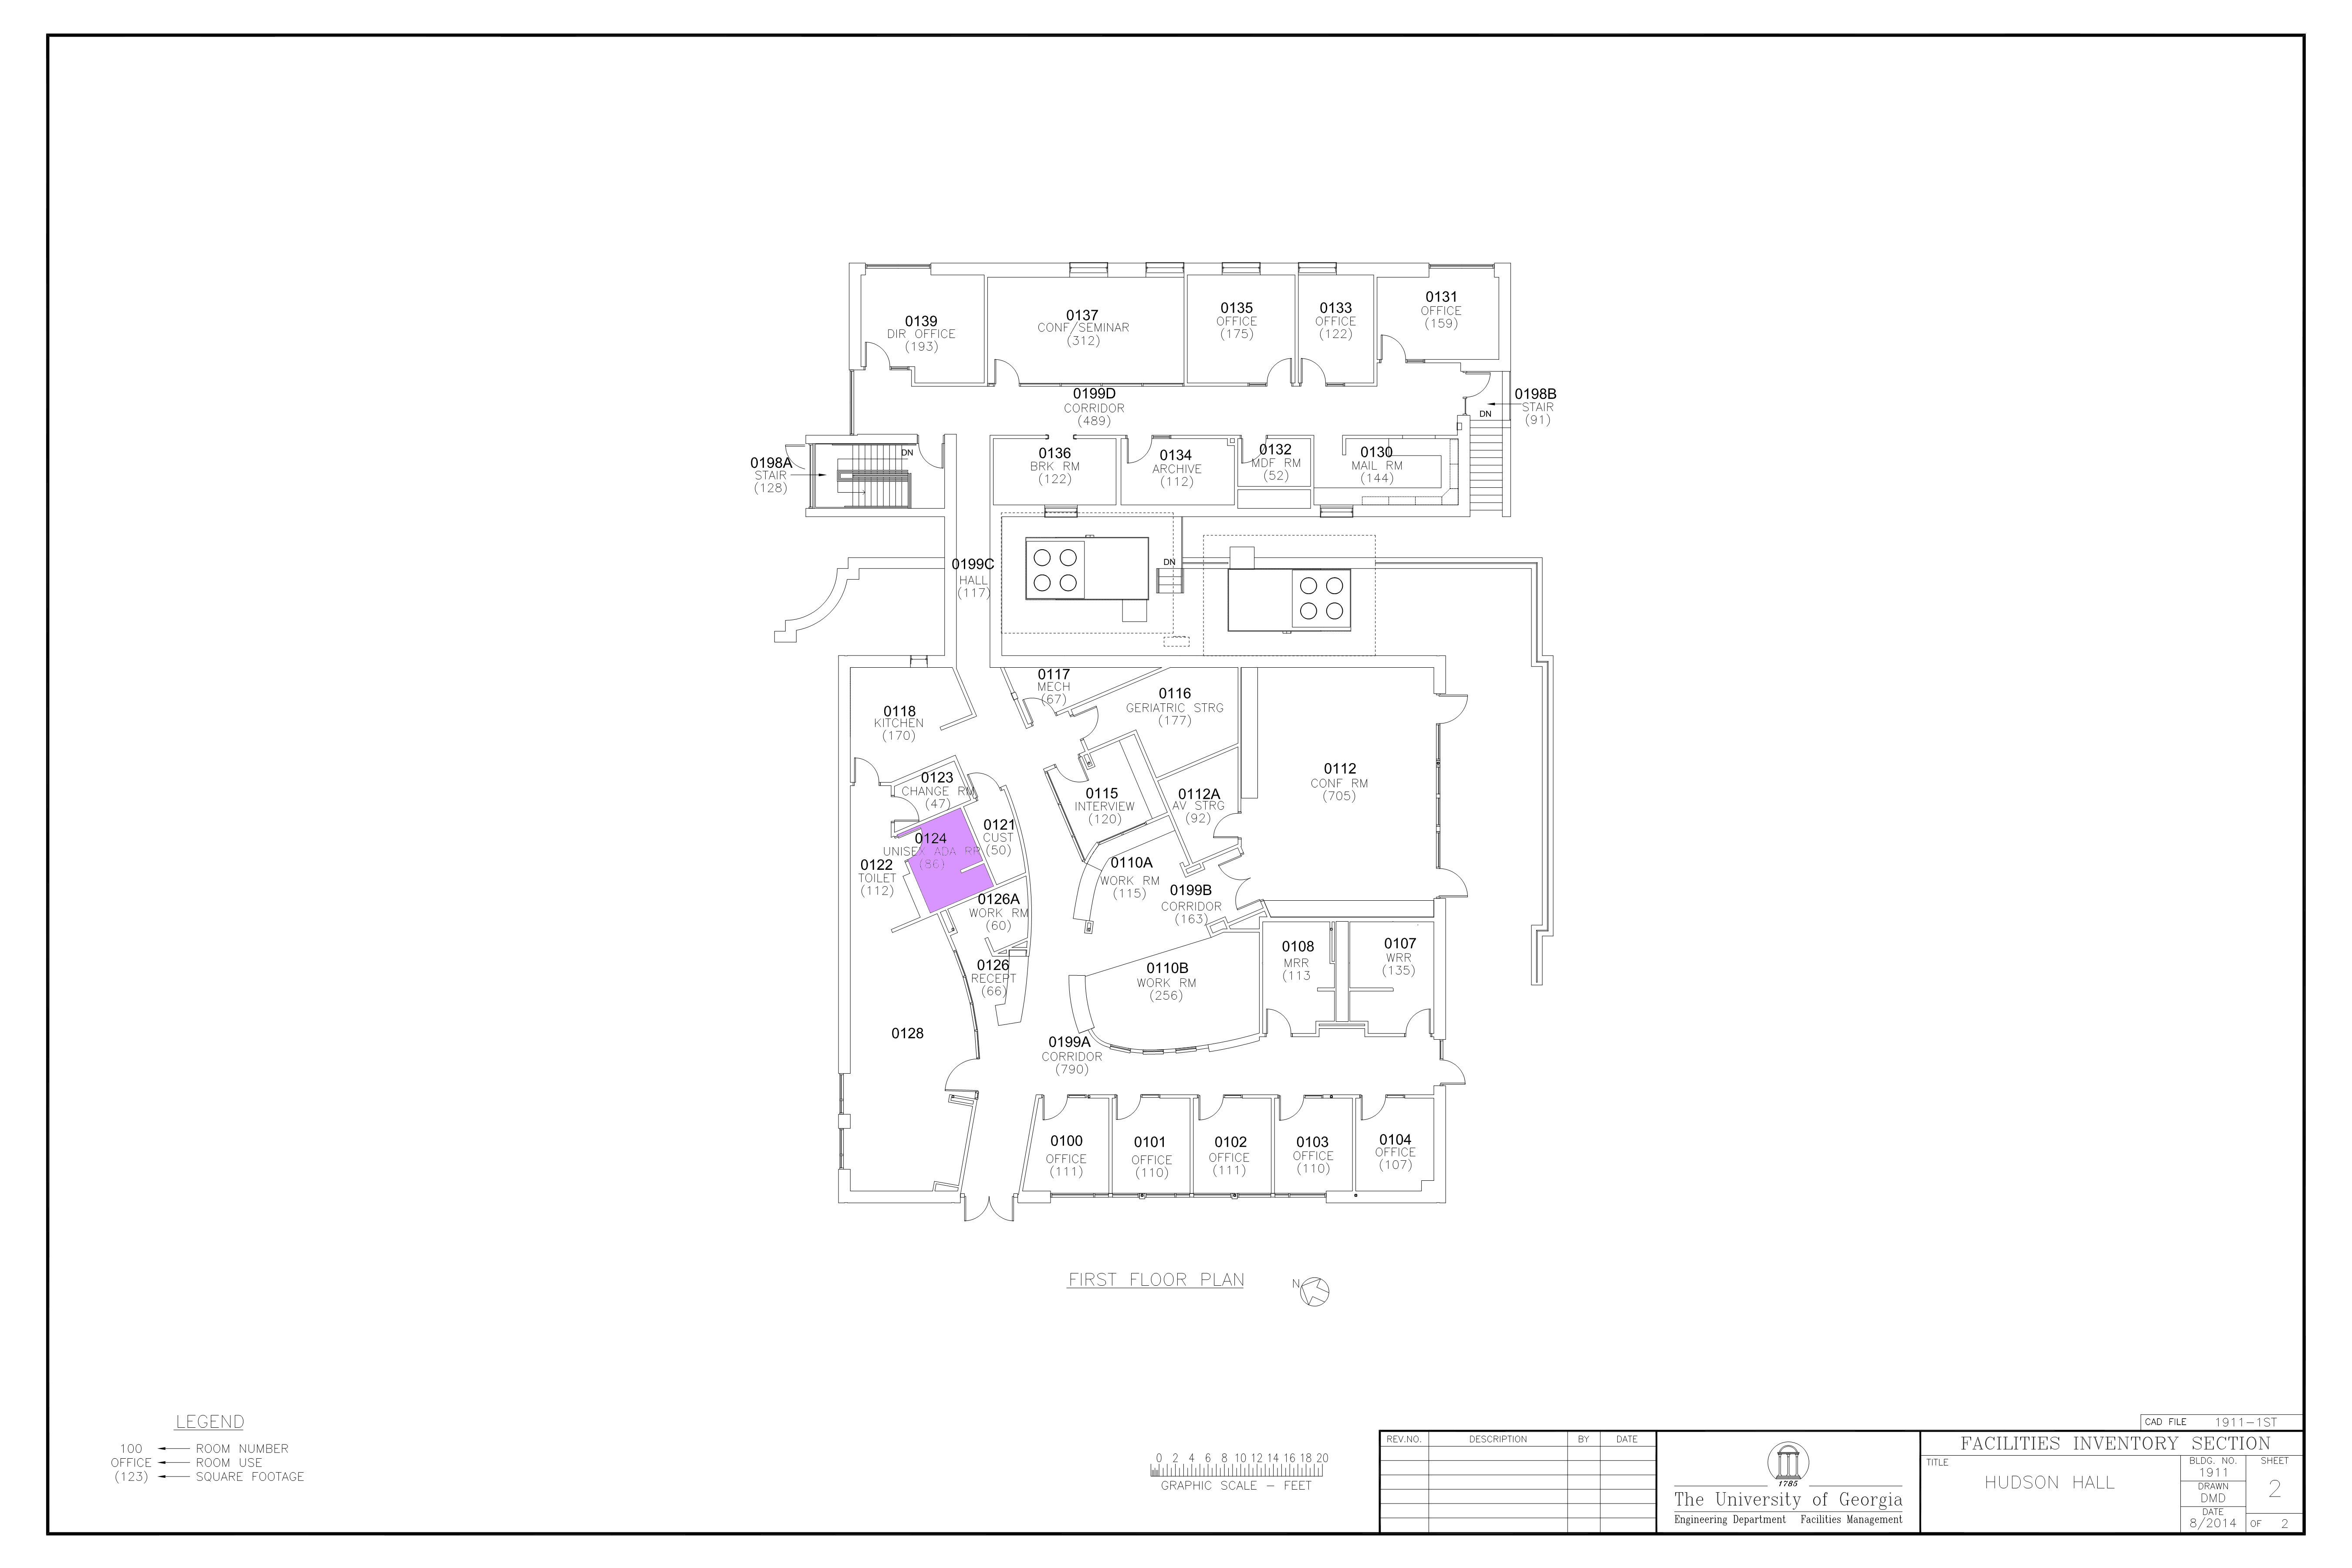 0139
DIR OFFICE
(193)
0137
CONF/SEMINAR
(312)
0135
OFFICE
(175)
0133
OFFICE
(122)
0131
OFFICE
(159)
0199D
CORRIDOR
(489)
0198B
STAIR
(91)
DN
0198A
STAIR
(128)
DN
0136
BRK RM
(122)
0134
ARCHIVE
(112)
0132
MDF RM
(52)
0130
MAIL RM
(144)
0199C
HALL
(117)
DN
0117
MECH
(67)
0116
GERIATRIC STRG
(177)
0118
KITCHEN
(170)
0123
CHANGE RM
(47)
0112
CONF RM
(705)
0115
INTERVIEW
(120)
0112A
AV STRG
(92)
0121
CUST
(50)
0124
UNISEX ADA RR
(86)
0122
TOILET
(112)
0110A
WORK RM
(115)
0199B
CORRIDOR
(163)
0126A
WORK RM
(60)
0126
RECEPT
(66)
0110B
WORK RM
(256)
0108
MRR
(113
0107
WRR
(135)
0128
0199A
CORRIDOR
(790)
0100
OFFICE
(111)
0101
OFFICE
(110)
0102
OFFICE
(111)
0103
OFFICE
(110)
0104
OFFICE
(107)
FIRST FLOOR PLAN
N
LEGEND
100 ROOM NUMBER
OFFICE ROOM USE
(123) SQUARE FOOTAGE
0 2 4 6 8 10 12 14 16 18 20
GRAPHIC SCALE - FEET
REV.NO. DESCRIPTION BY DATE
1785
The University of Georgia
Engineering Department Facilities Management
CAD FILE 1911-1ST
FACILITIES INVENTORY SECTION
TITLE
HUDSON HALL
BLDG. NO.
1911
DRAWN
DMD
DATE
8/2014
SHEET
2
OF 2